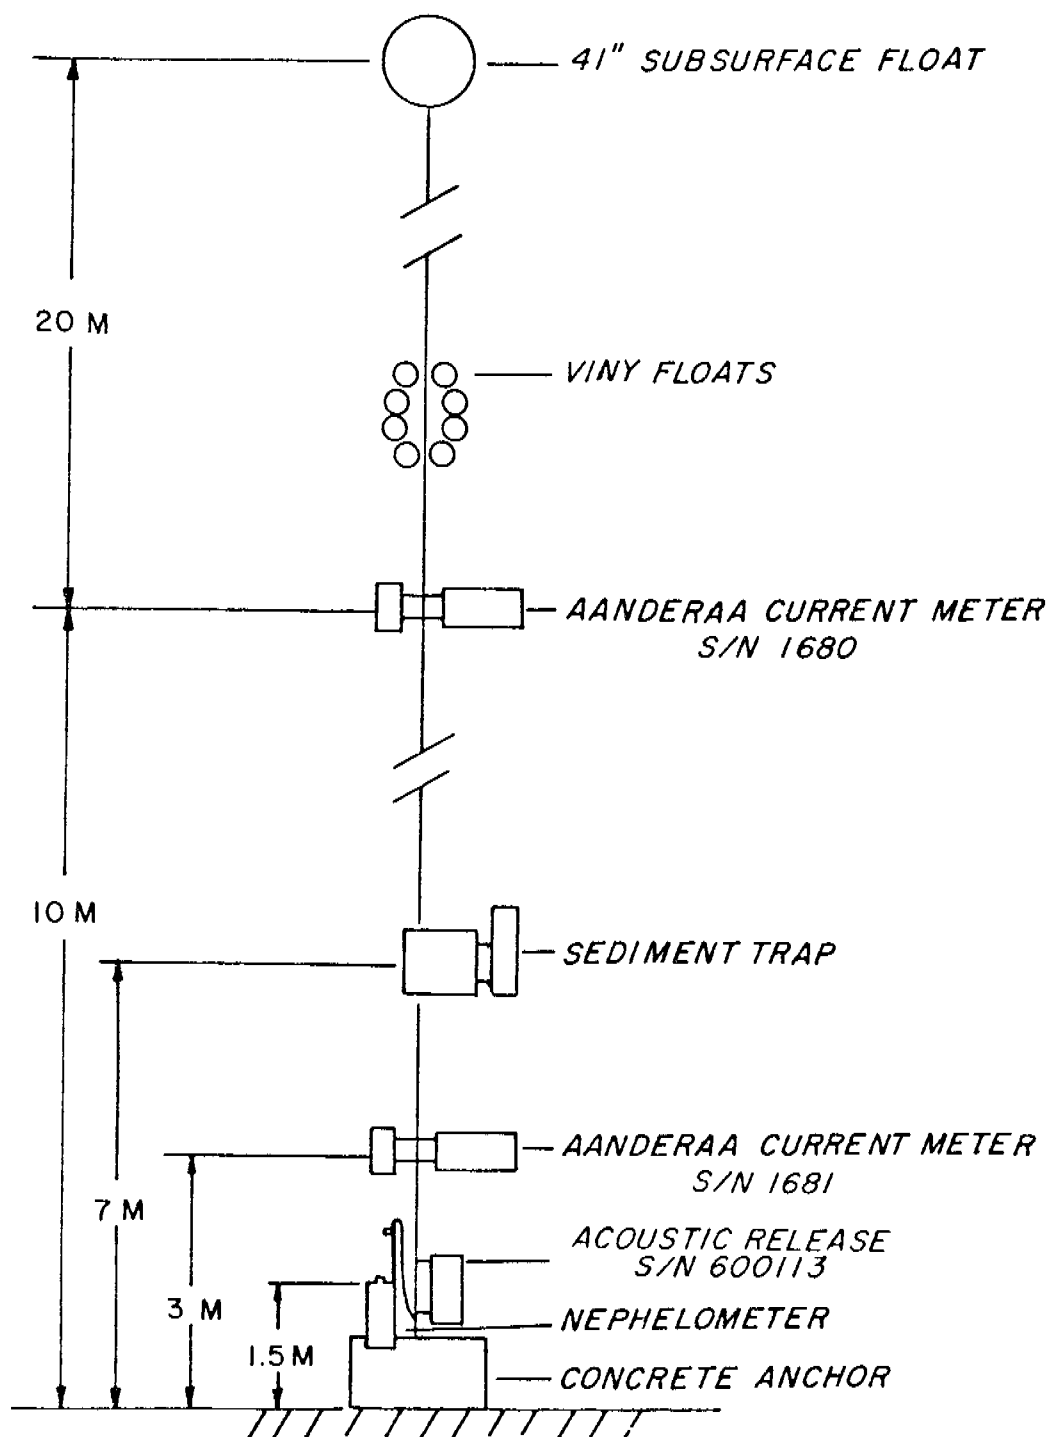 41" SUBSURFACE FLOAT
20 M
VINY FLOATS
AANDERAA CURRENT METER
S/N 1680
10 M
SEDIMENT TRAP
AANDERAA CURRENT METER
S/N 1681
7 M
ACOUSTIC RELEASE
S/N 600113
3 M
NEPHELOMETER
1.5 M
CONCRETE ANCHOR